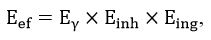 E_ef = E_γ × E_inh × E_ing,